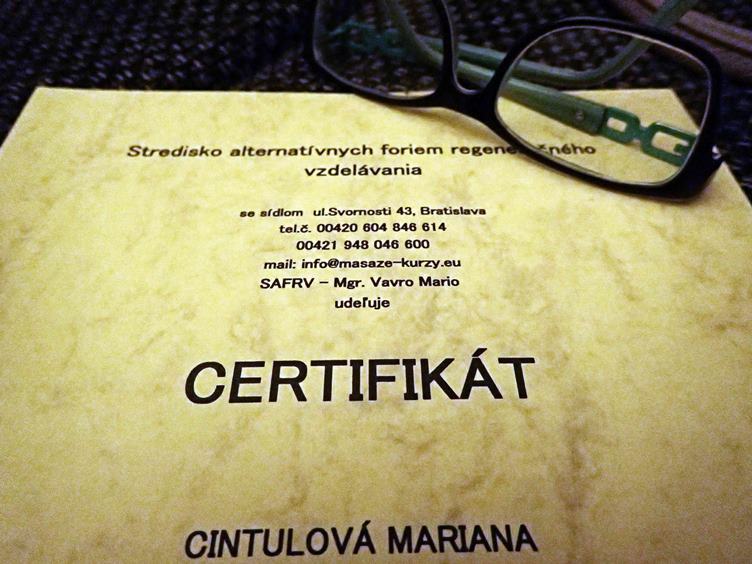 Stredisko alternatívnych foriem
vzdelávania
se sídlom ul.Svornosti 43, Bratislava
tel.č. 00420 604 846 614
00421 948 046 600
mail: info@masaze-kurzy.eu
SAFRV - Mgr. Vavro Mario
udeľuje
CERTIFIKÁT
CINTULOVÁ MARIANA
DG